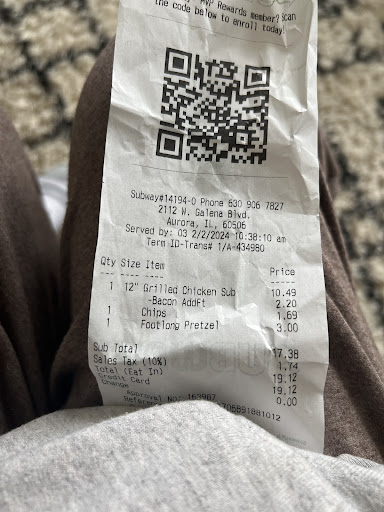 MVP Rewards member? Scan
the code below to enroll today!
Subway#14194-0 Phone 630 906 7827
2112 W. Galena Blvd.
Aurora, IL, 60506
Served by: 03 2/2/2024 10:38:10 am
Term ID-Trans# 1/A-434980
Qty Size Item Price
1 12" Grilled Chicken Sub 10.49
-Bacon AddFt 2.20
1 Chips 1.69
1 Footlong Pretzel 3.00
Sub Total 17.38
Sales Tax (10%) 1.74
Total (Eat In) 19.12
Credit Card 19.12
Change 0.00
Approval No: 163967